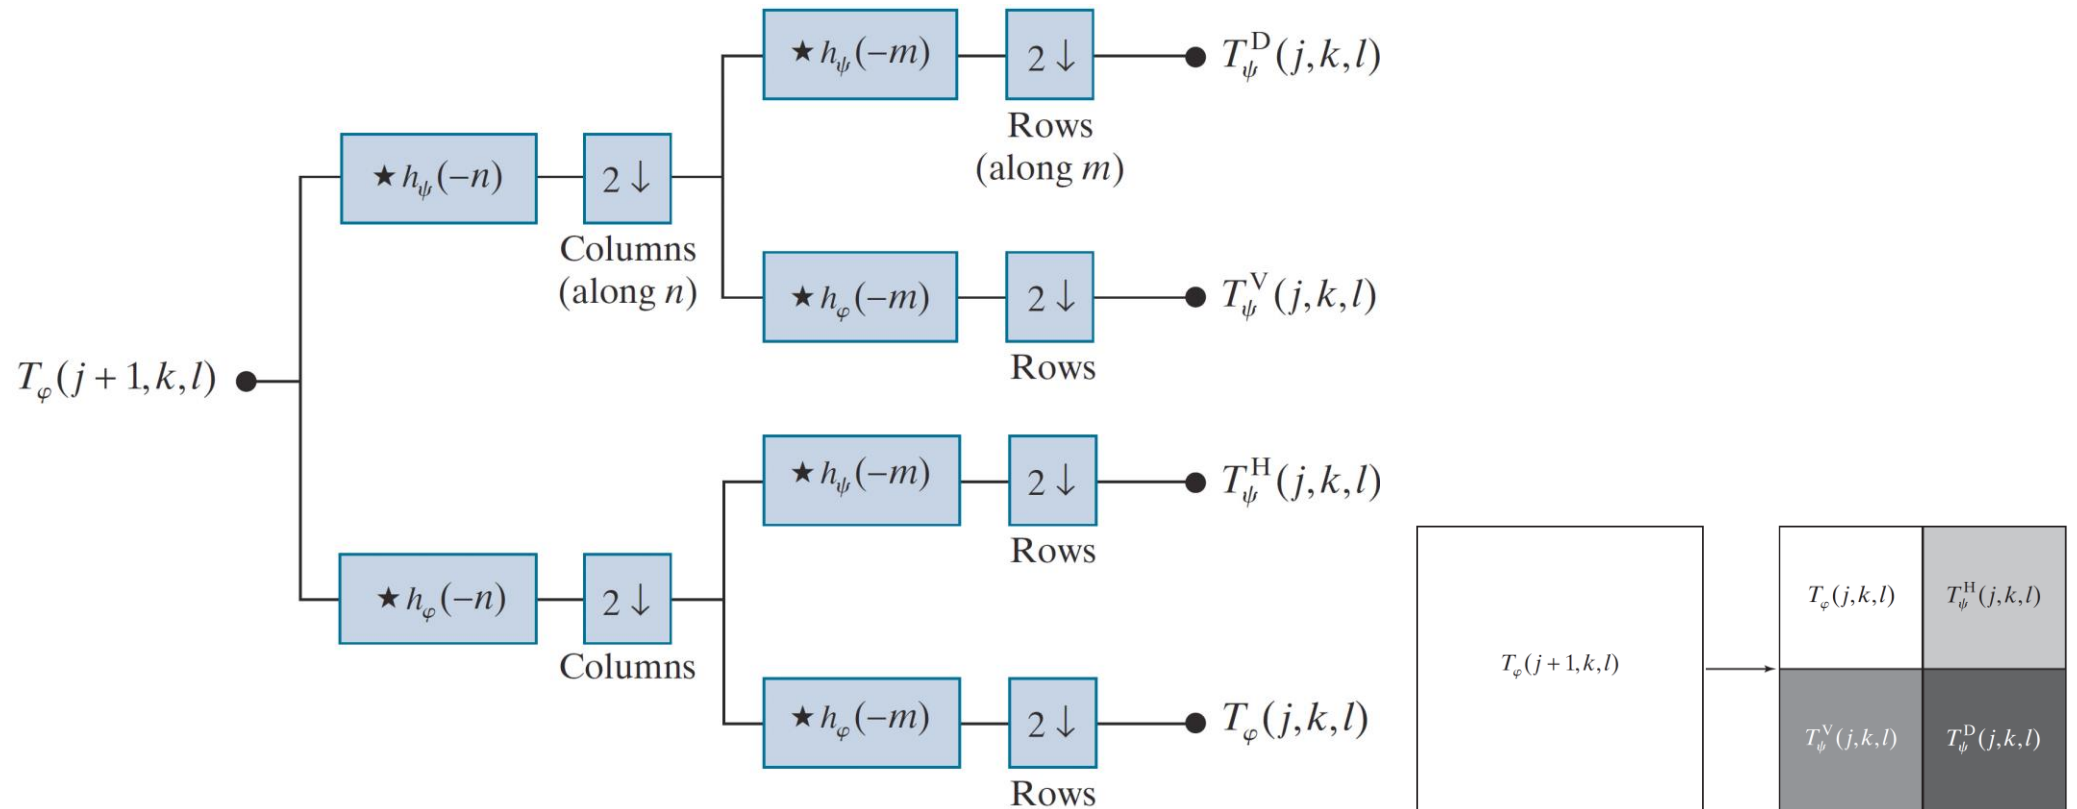 ★ h_ψ(−m)
2 ↓
T_ψ^D(j, k, l)
Rows
(along m)
★ h_ψ(−n)
2 ↓
Columns
(along n)
★ h_φ(−m)
2 ↓
T_ψ^V(j, k, l)
Rows
T_φ(j + 1, k, l)
★ h_ψ(−m)
2 ↓
T_ψ^H(j, k, l)
Rows
★ h_φ(−n)
2 ↓
Columns
★ h_φ(−m)
2 ↓
T_φ(j, k, l)
Rows
T_φ(j + 1, k, l)
T_φ(j, k, l)
T_ψ^H(j, k, l)
T_ψ^V(j, k, l)
T_ψ^D(j, k, l)